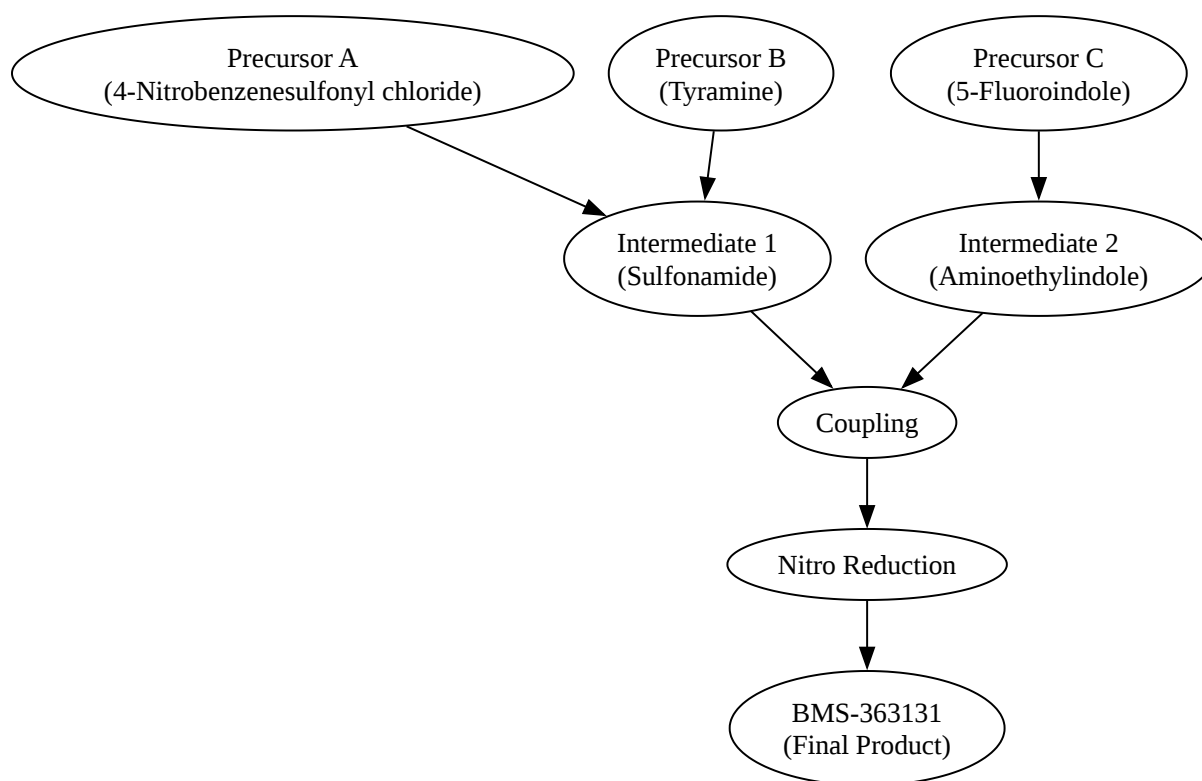 Precursor A
(4-Nitrobenzenesulfonyl chloride)
Precursor B
(Tyramine)
Precursor C
(5-Fluoroindole)
Intermediate 1
(Sulfonamide)
Intermediate 2
(Aminoethylindole)
Coupling
Nitro Reduction
BMS-363131
(Final Product)